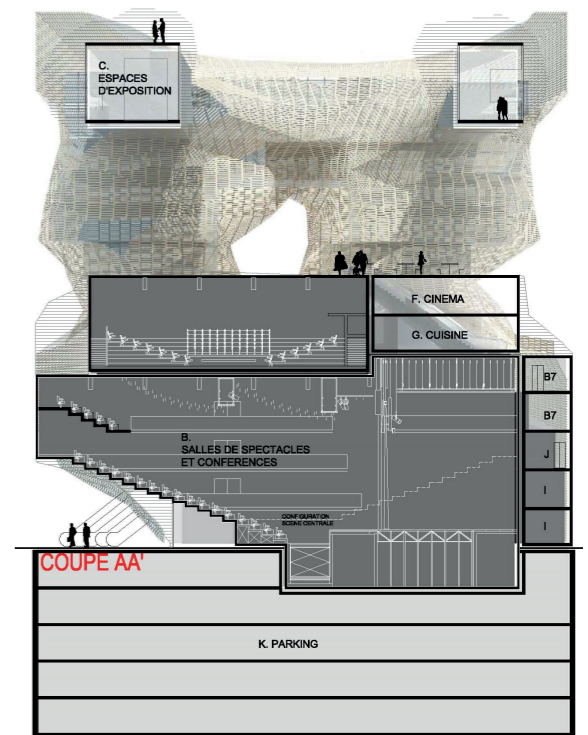 C.
ESPACES
D'EXPOSITION
F. CINEMA
G. CUISINE
B7
B7
B.
SALLES DE SPECTACLES
ET CONFERENCES
J
I
CONFIGURATION
SCENE CENTRALE
I
COUPE AA'
K. PARKING